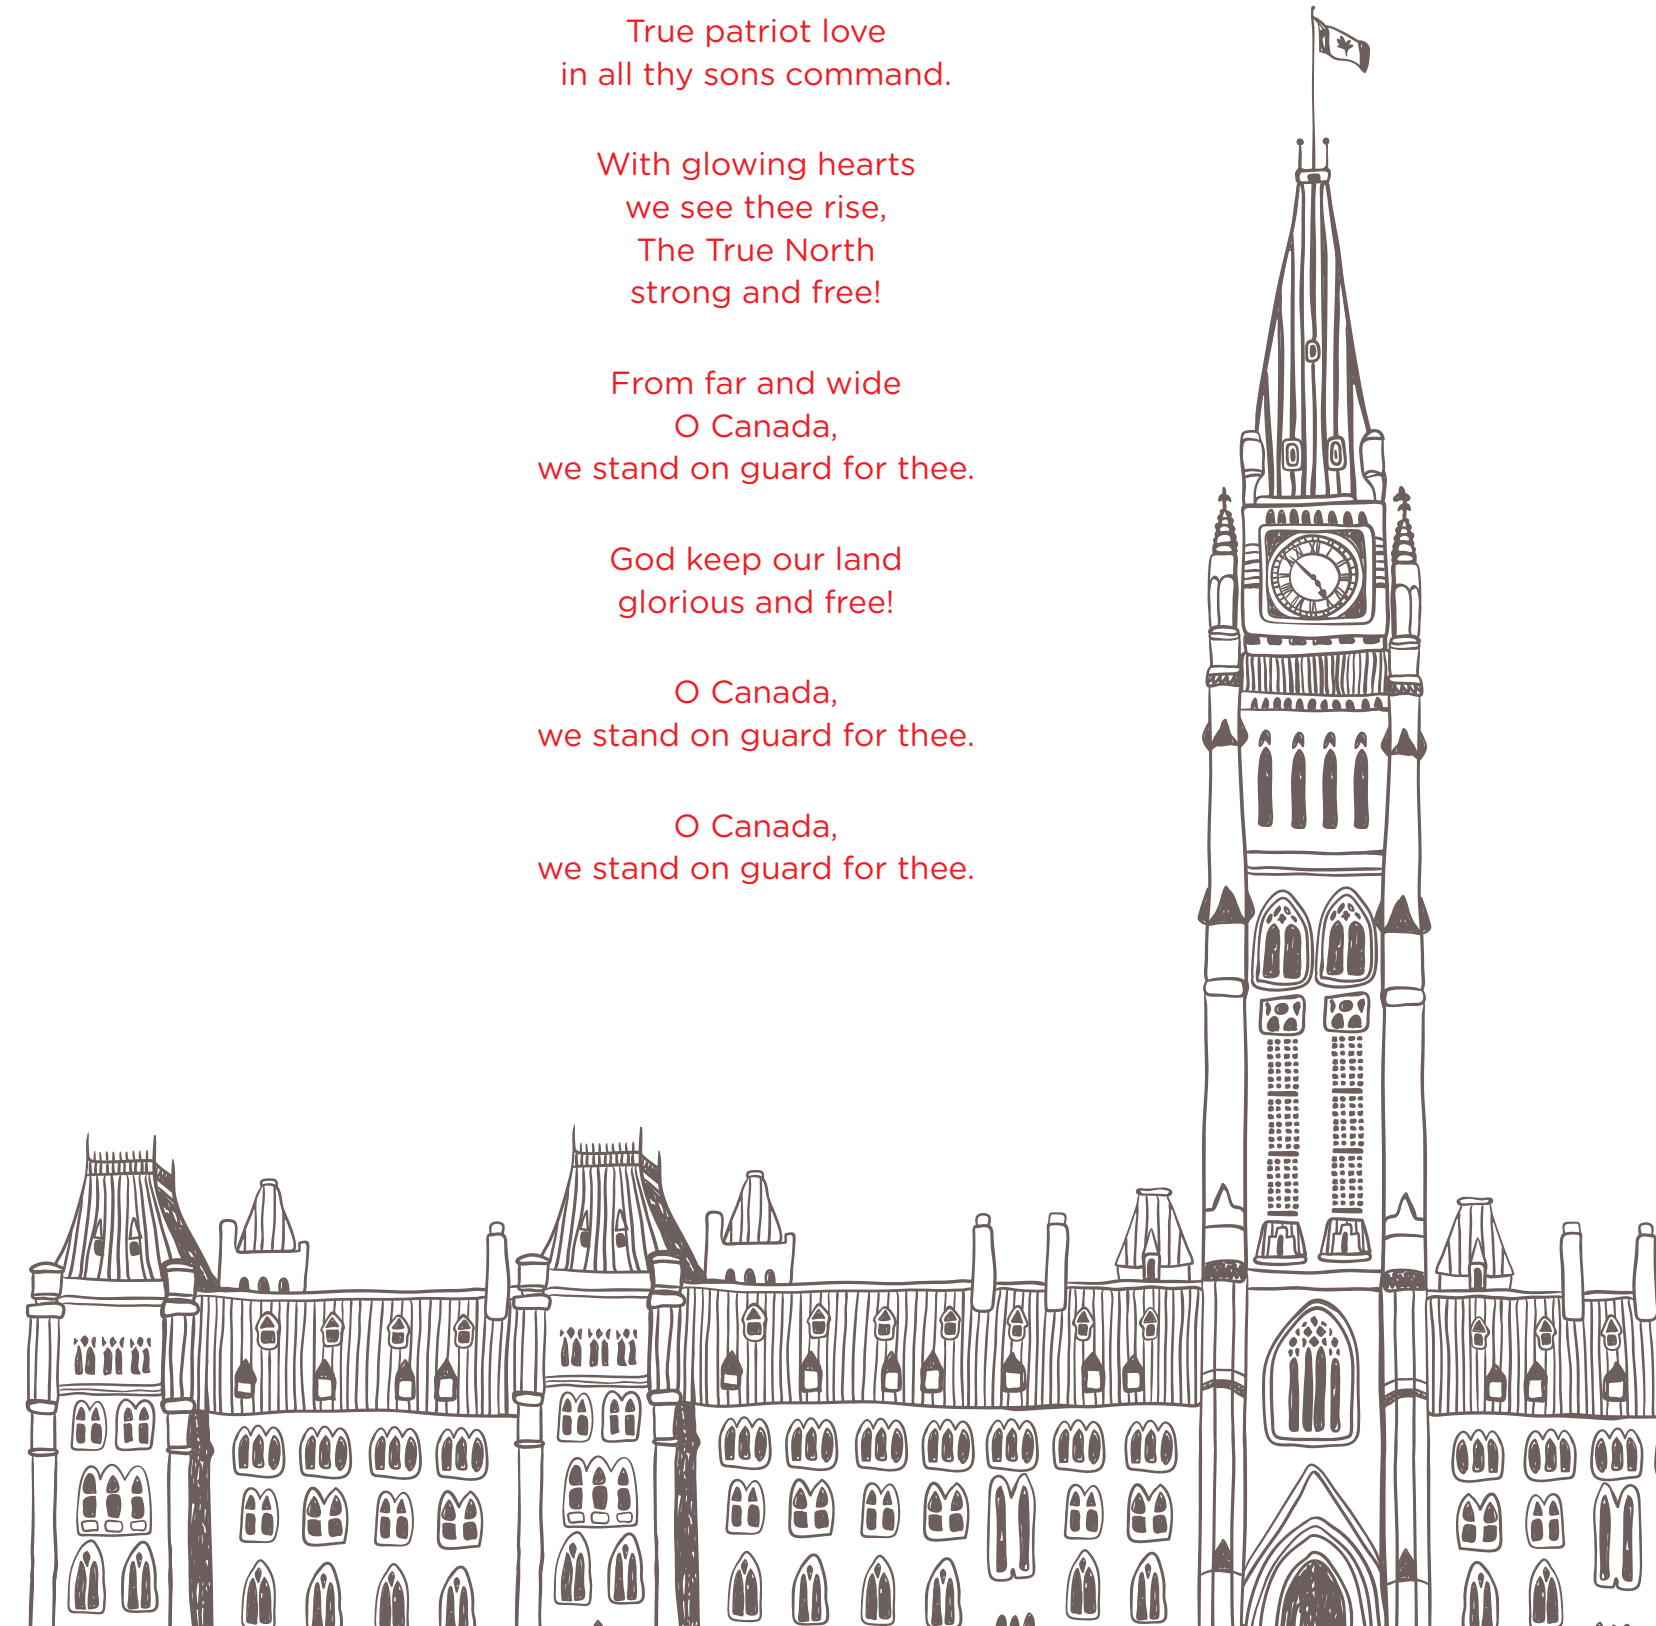 True patriot love
in all thy sons command.
With glowing hearts
we see thee rise,
The True North
strong and free!
From far and wide
O Canada,
we stand on guard for thee.
God keep our land
glorious and free!
O Canada,
we stand on guard for thee.
O Canada,
we stand on guard for thee.